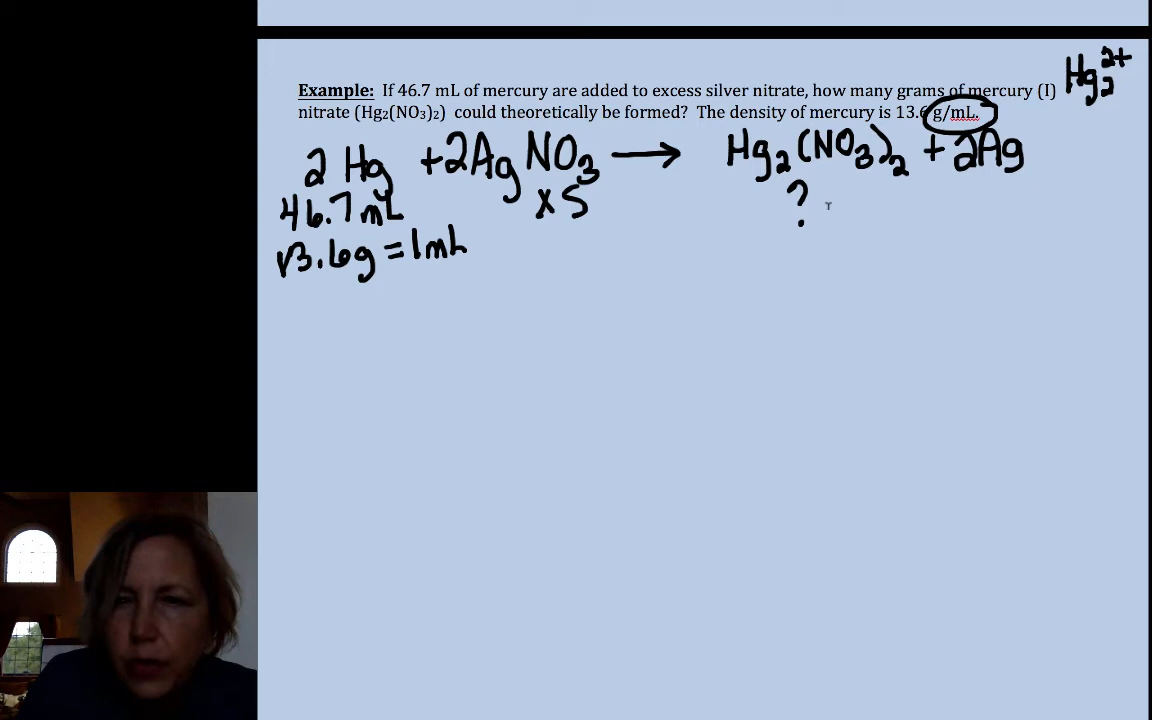 Example: If 46.7 mL of mercury are added to excess silver nitrate, how many grams of mercury (I)
nitrate (Hg₂(NO₃)₂) could theoretically be formed? The density of mercury is 13.6 g/mL.
Hg₂²⁺
2 Hg + 2AgNO₃ → Hg₂(NO₃)₂ + 2Ag
46.7 mL xS ?
13.6g = 1mL